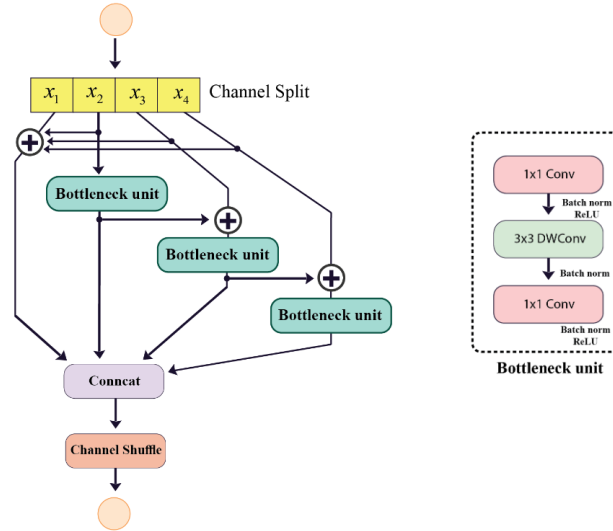 x1 x2 x3 x4
Channel Split
Bottleneck unit
Bottleneck unit
Bottleneck unit
Conncat
Channel Shuffle
1x1 Conv
Batch norm
ReLU
3x3 DWConv
Batch norm
1x1 Conv
Batch norm
ReLU
Bottleneck unit